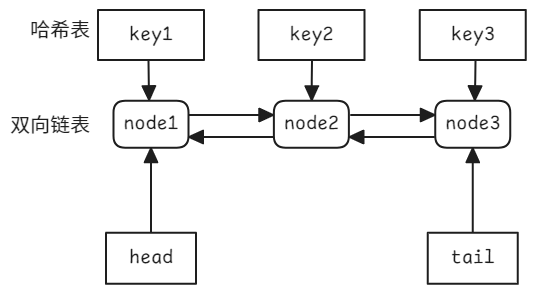 哈希表 key1 key2 key3
双向链表 node1 node2 node3
head tail